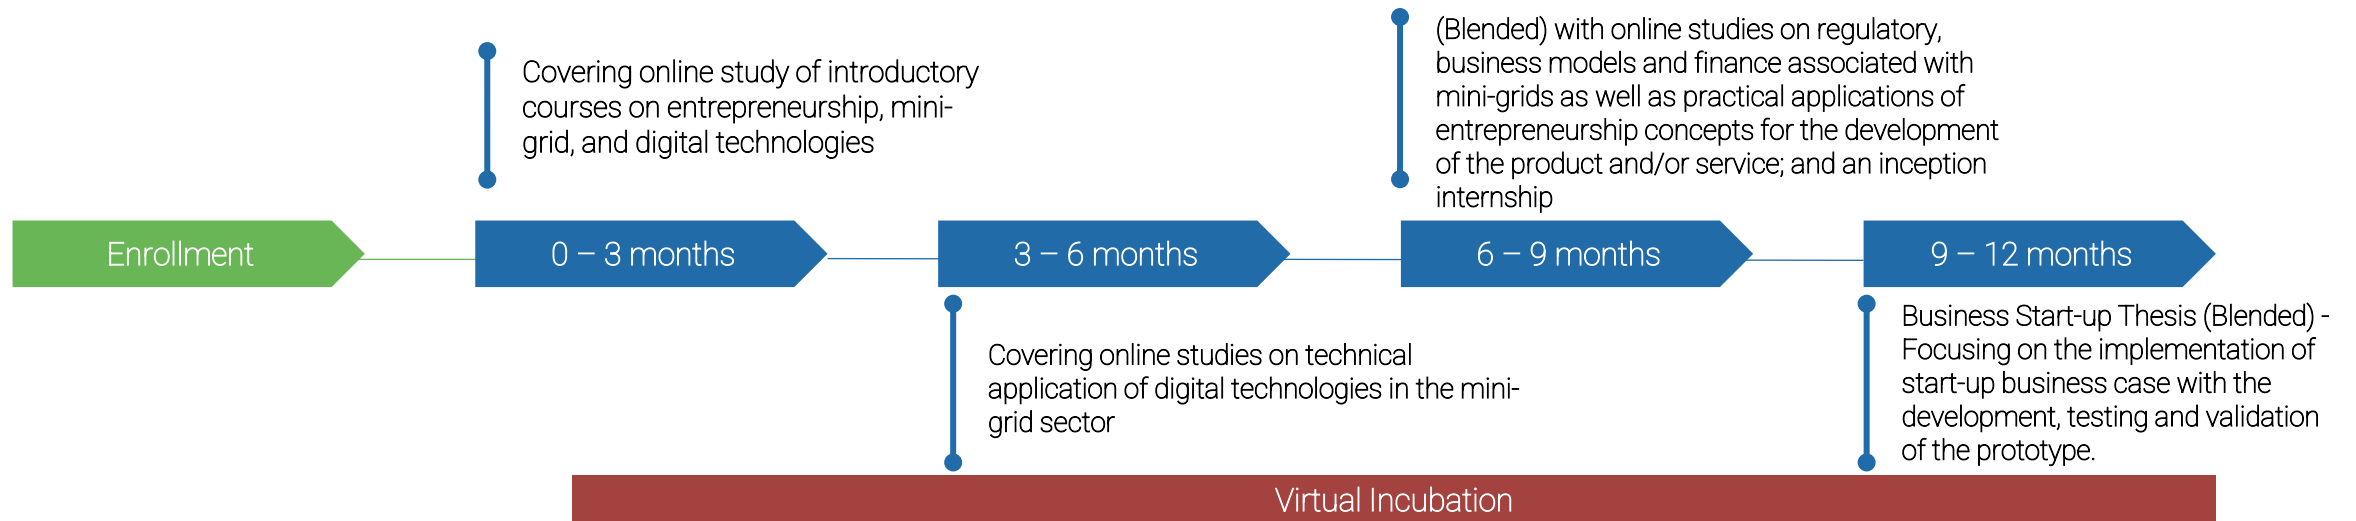 Covering online study of introductory
courses on entrepreneurship, mini-
grid, and digital technologies
(Blended) with online studies on regulatory,
business models and finance associated with
mini-grids as well as practical applications of
entrepreneurship concepts for the development
of the product and/or service; and an inception
internship
Enrollment
0 – 3 months
3 – 6 months
6 – 9 months
9 – 12 months
Covering online studies on technical
application of digital technologies in the mini-
grid sector
Business Start-up Thesis (Blended) -
Focusing on the implementation of
start-up business case with the
development, testing and validation
of the prototype.
Virtual Incubation